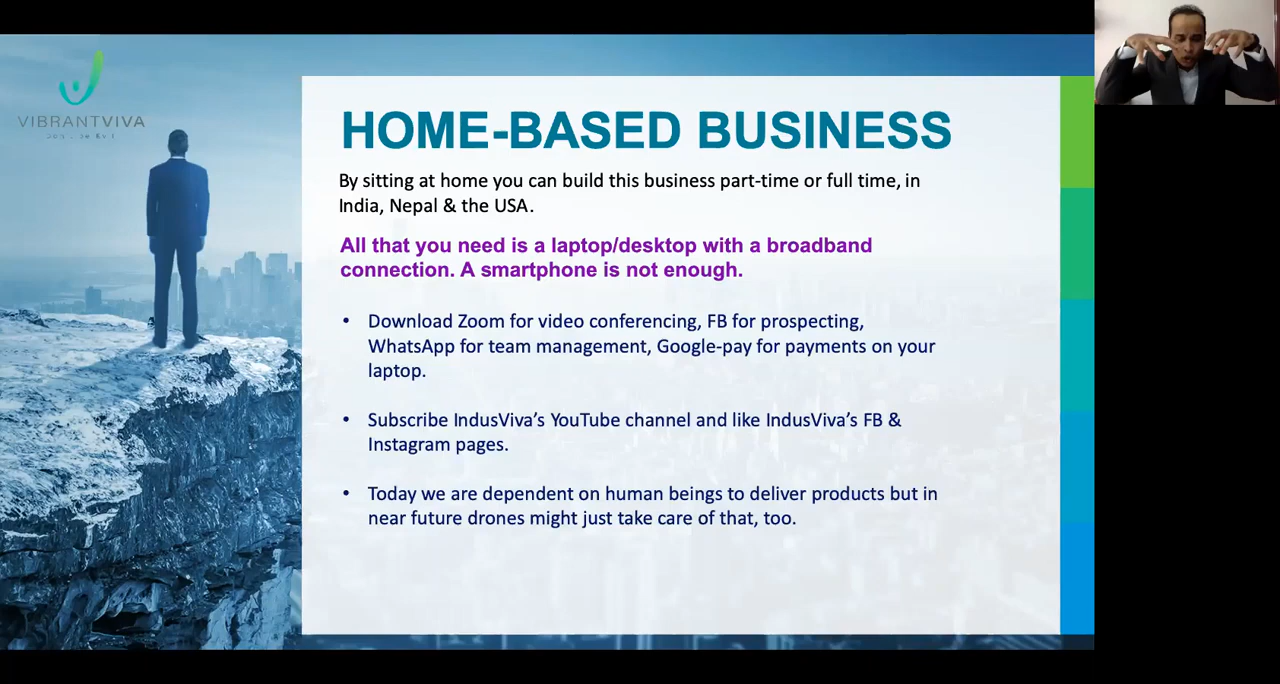 VIBRANTVIVA
HOME-BASED BUSINESS
By sitting at home you can build this business part-time or full time, in
India, Nepal & the USA.
All that you need is a laptop/desktop with a broadband
connection. A smartphone is not enough.
• Download Zoom for video conferencing, FB for prospecting,
WhatsApp for team management, Google-pay for payments on your
laptop.
• Subscribe IndusViva’s YouTube channel and like IndusViva’s FB &
Instagram pages.
• Today we are dependent on human beings to deliver products but in
near future drones might just take care of that, too.